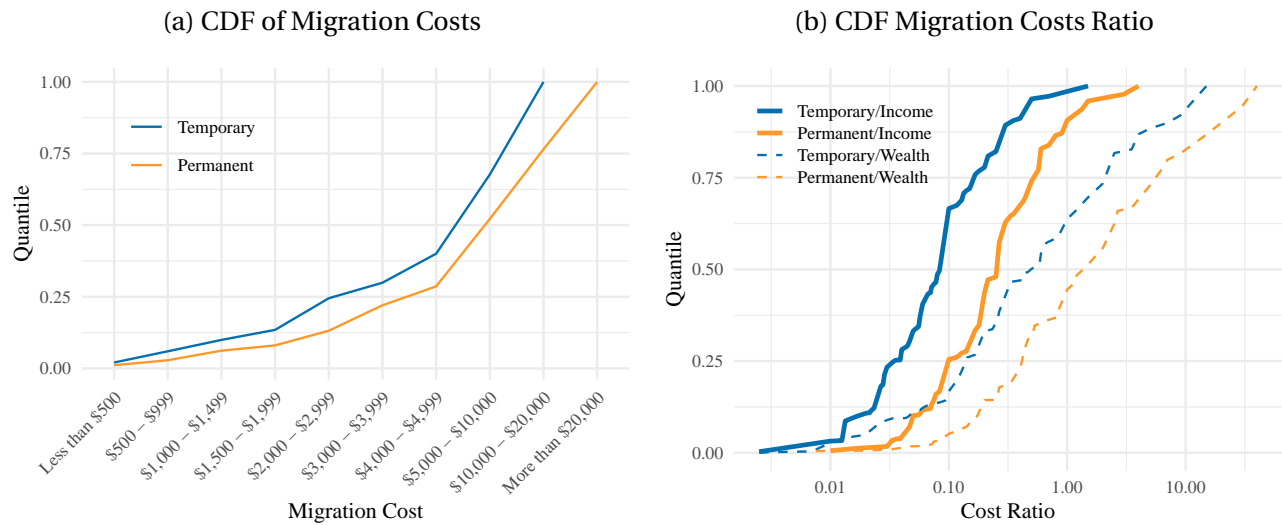 (a) CDF of Migration Costs
1.00
0.75
0.50
0.25
0.00
Quantile
Temporary
Permanent
Less than $500
$500 – $999
$1,000 – $1,499
$1,500 – $1,999
$2,000 – $2,999
$3,000 – $3,999
$4,000 – $4,999
$5,000 – $10,000
$10,000 – $20,000
More than $20,000
Migration Cost
(b) CDF Migration Costs Ratio
1.00
0.75
0.50
0.25
0.00
Quantile
Temporary/Income
Permanent/Income
Temporary/Wealth
Permanent/Wealth
0.01
0.10
1.00
10.00
Cost Ratio